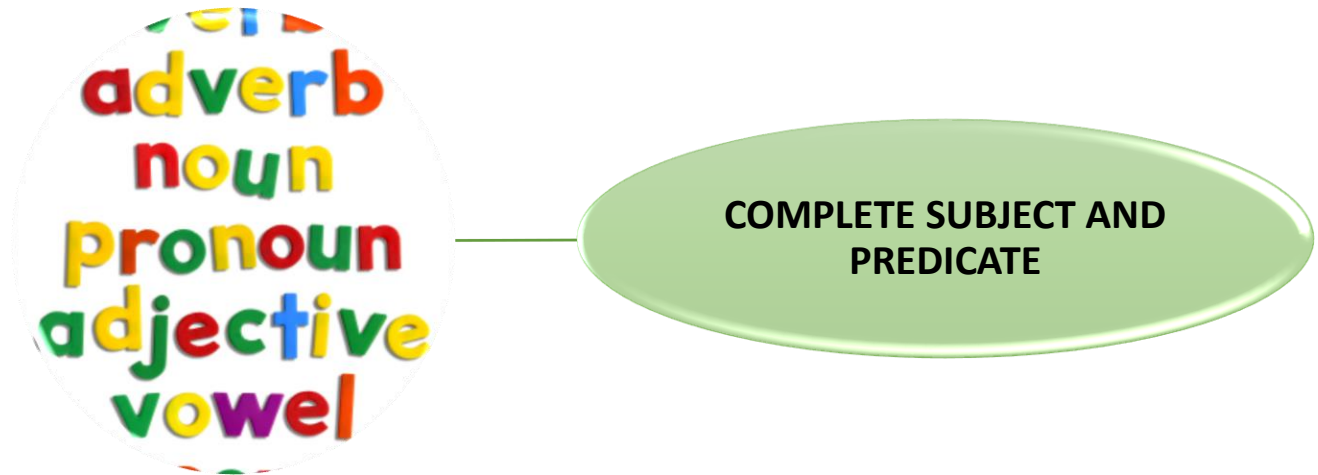 adverb
noun
pronoun
adjective
vowel
COMPLETE SUBJECT AND
PREDICATE